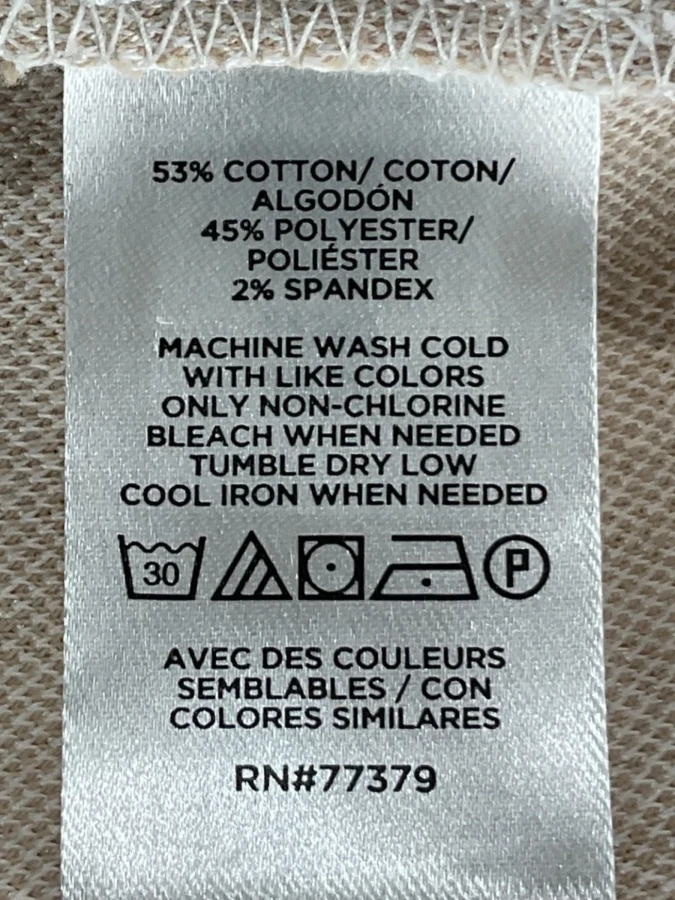 53% COTTON/ COTON/
ALGODÓN
45% POLYESTER/
POLIÉSTER
2% SPANDEX
MACHINE WASH COLD
WITH LIKE COLORS
ONLY NON-CHLORINE
BLEACH WHEN NEEDED
TUMBLE DRY LOW
COOL IRON WHEN NEEDED
30 P
AVEC DES COULEURS
SEMBLABLES / CON
COLORES SIMILARES
RN#77379